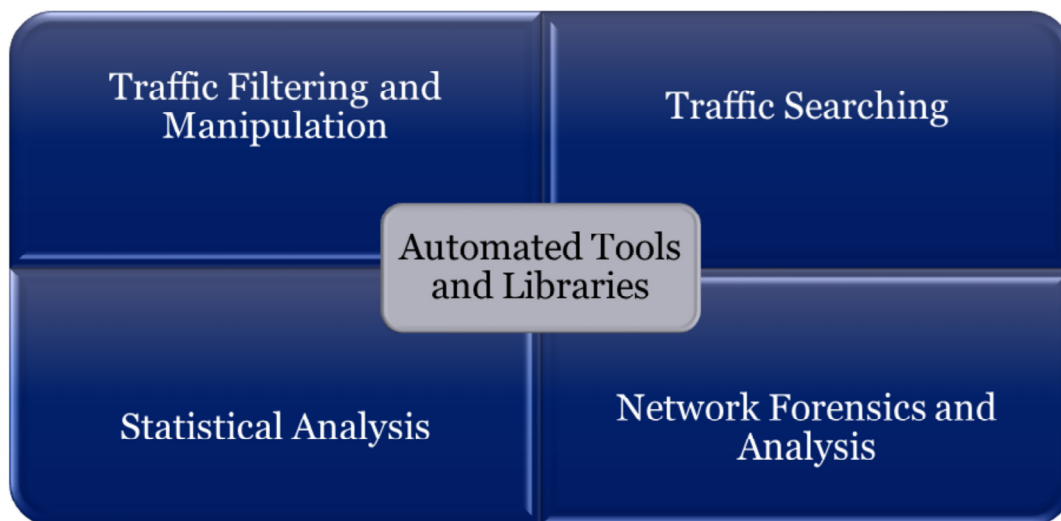 Traffic Filtering and
Manipulation
Traffic Searching
Automated Tools
and Libraries
Statistical Analysis
Network Forensics and
Analysis